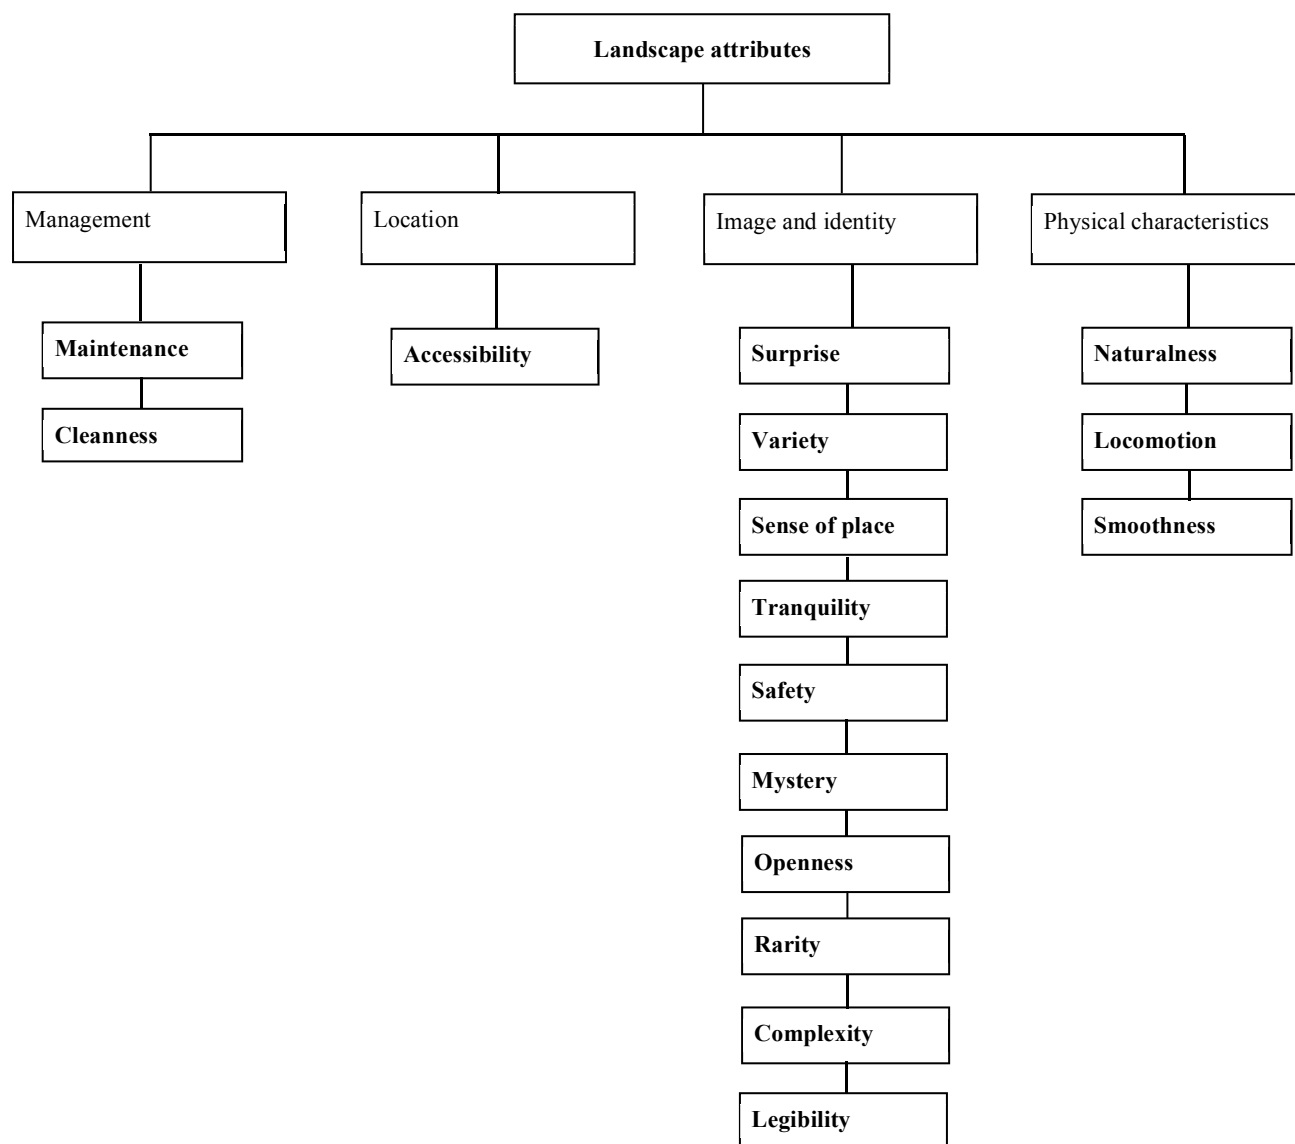 Landscape attributes
Management
Location
Image and identity
Physical characteristics
Maintenance
Cleanness
Accessibility
Surprise
Variety
Sense of place
Tranquility
Safety
Mystery
Openness
Rarity
Complexity
Legibility
Naturalness
Locomotion
Smoothness